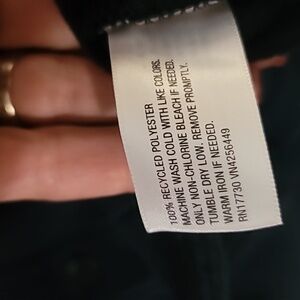 100% RECYCLED POLYESTER
MACHINE WASH COLD WITH LIKE COLORS.
ONLY NON-CHLORINE BLEACH IF NEEDED.
TUMBLE DRY LOW. REMOVE PROMPTLY.
WARM IRON IF NEEDED.
RN17730 VN4256449